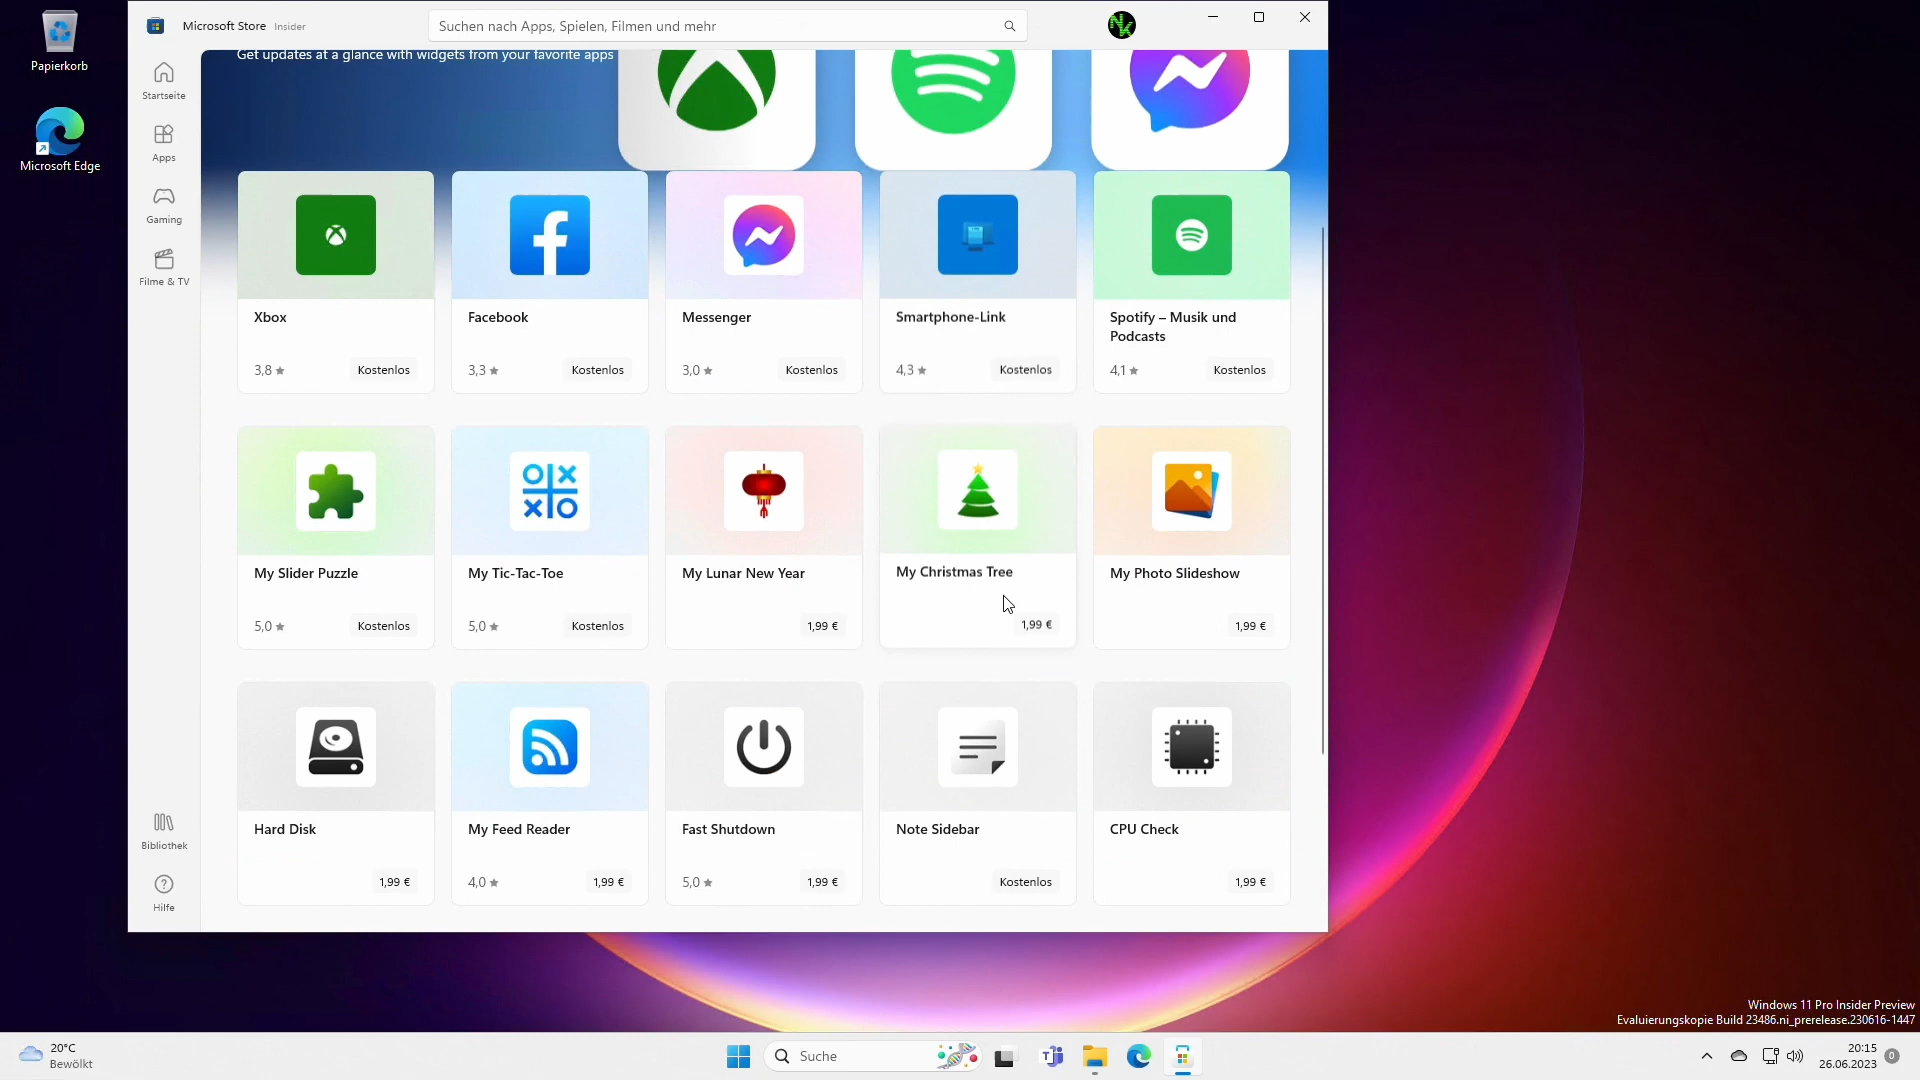 Papierkorb
Microsoft Edge
Microsoft Store Insider
Suchen nach Apps, Spielen, Filmen und mehr
Startseite
Apps
Gaming
Filme & TV
Bibliothek
Hilfe
Get updates at a glance with widgets from your favorite apps
Xbox
3,8 ★ Kostenlos
Facebook
3,3 ★ Kostenlos
Messenger
3,0 ★ Kostenlos
Smartphone-Link
4,3 ★ Kostenlos
Spotify – Musik und
Podcasts
4,1 ★ Kostenlos
My Slider Puzzle
5,0 ★ Kostenlos
My Tic-Tac-Toe
5,0 ★ Kostenlos
My Lunar New Year
1,99 €
My Christmas Tree
1,99 €
My Photo Slideshow
1,99 €
Hard Disk
1,99 €
My Feed Reader
4,0 ★ 1,99 €
Fast Shutdown
5,0 ★ 1,99 €
Note Sidebar
Kostenlos
CPU Check
1,99 €
Windows 11 Pro Insider Preview
Evaluierungskopie Build 23486.ni_prerelease.230616-1447
20°C
Bewölkt
Suche
20:15
26.06.2023
0